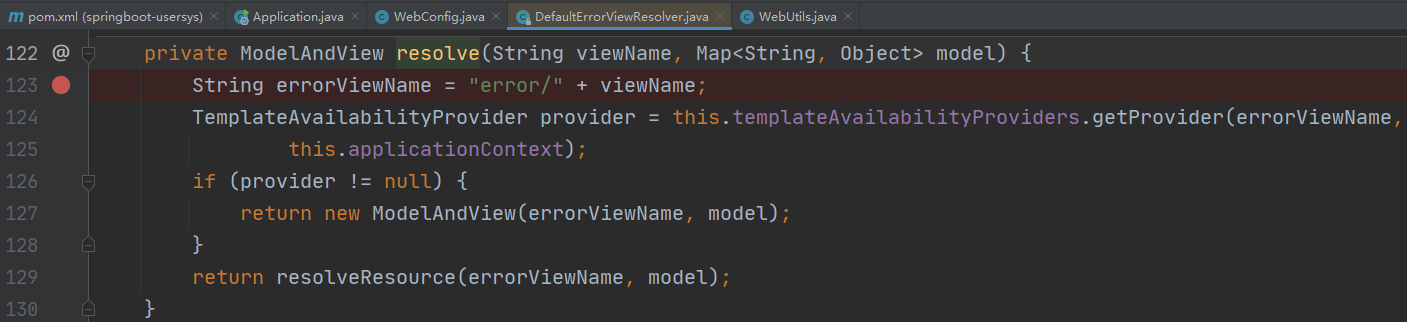 pom.xml (springboot-usersys) Application.java WebConfig.java DefaultErrorViewResolver.java WebUtils.java
122 @ private ModelAndView resolve(String viewName, Map<String, Object> model) {
123 String errorViewName = "error/" + viewName;
124 TemplateAvailabilityProvider provider = this.templateAvailabilityProviders.getProvider(errorViewName,
125 this.applicationContext);
126 if (provider != null) {
127 return new ModelAndView(errorViewName, model);
128 }
129 return resolveResource(errorViewName, model);
130 }